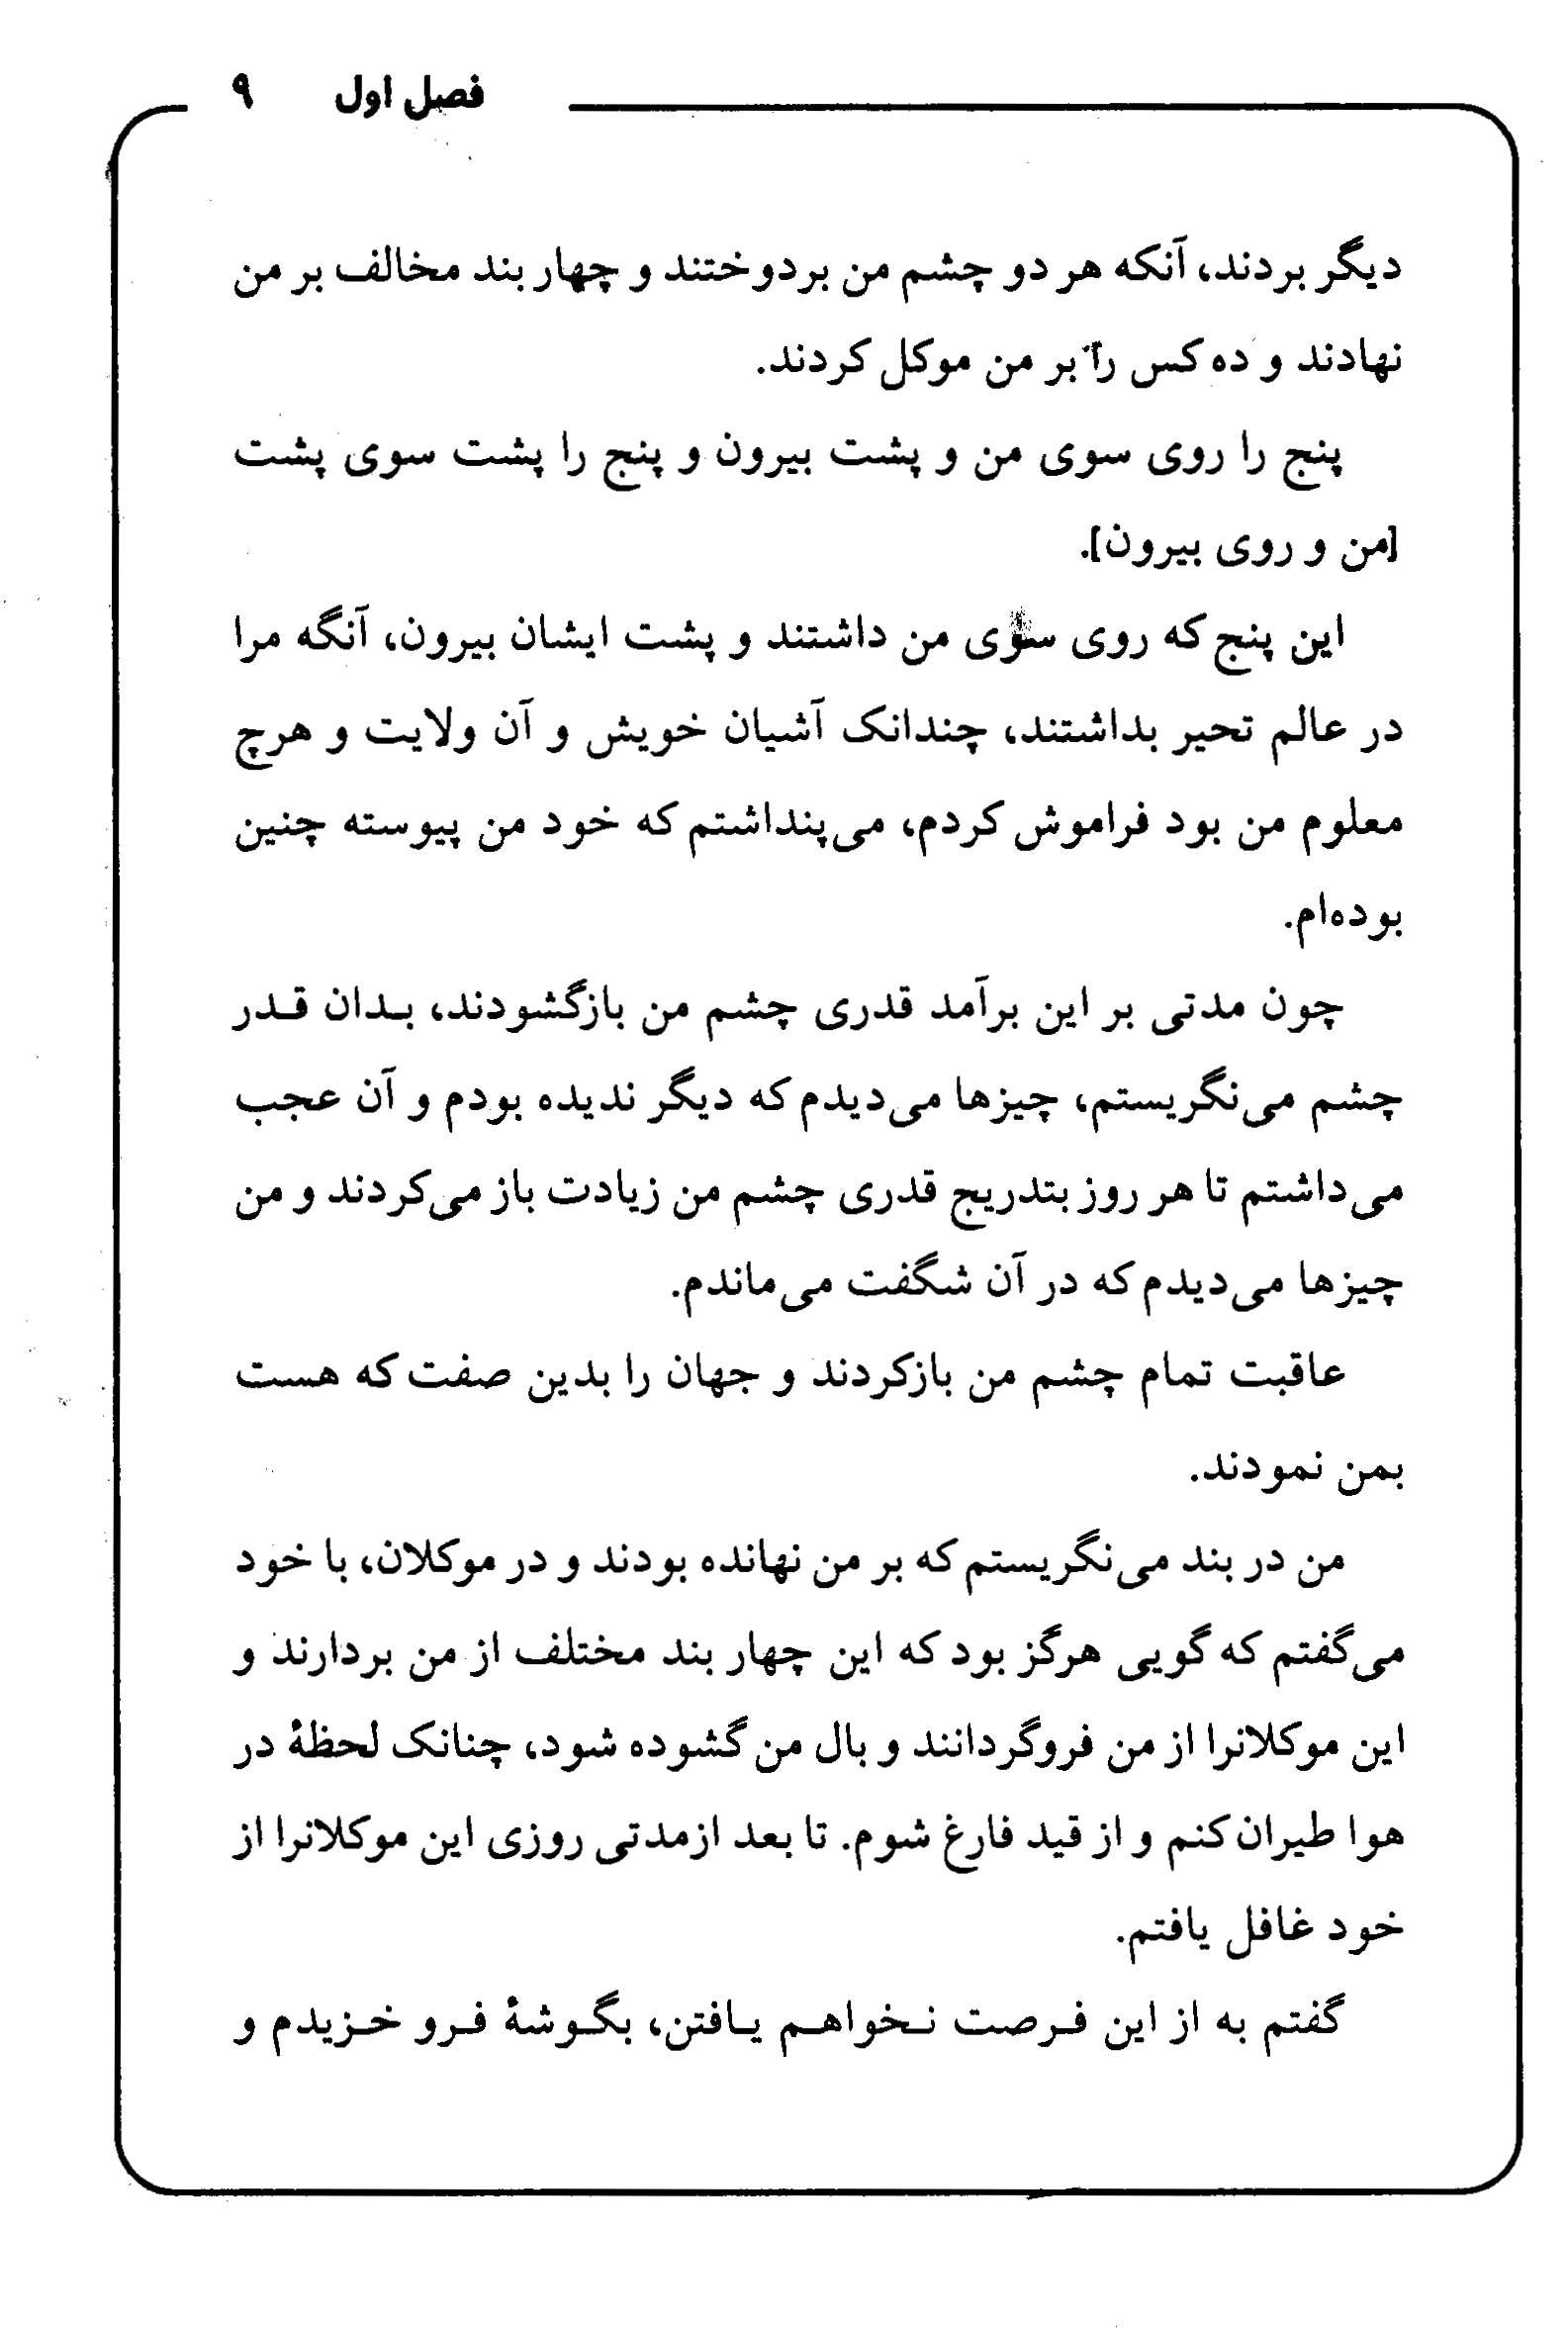 فصل اول ۹
دیگر بردند، آنکه هر دو چشم من بردوختند و چهار بند مخالف بر من
نهادند و ده کس را بر من موکل کردند.
پنج را روی سوی من و پشت بیرون و پنج را پشت سوی پشت
[من و روی بیرون].
این پنج که روی سوی من داشتند و پشت ایشان بیرون، آنگه مرا
در عالم تحیر بداشتند، چندانک آشیان خویش و آن ولایت و هرچ
معلوم من بود فراموش کردم، می‌پنداشتم که خود من پیوسته چنین
بوده‌ام.
چون مدتی بر این برآمد قدری چشم من بازگشودند، بدان قدر
چشم می‌نگریستم، چیزها می‌دیدم که دیگر ندیده بودم و آن عجب
می‌داشتم تا هر روز بتدریج قدری چشم من زیادت باز می‌کردند و من
چیزها می‌دیدم که در آن شگفت می‌ماندم.
عاقبت تمام چشم من بازکردند و جهان را بدین صفت که هست
بمن نمودند.
من در بند می‌نگریستم که بر من نهانده بودند و در موکلان، با خود
می‌گفتم که گویی هرگز بود که این چهار بند مختلف از من بردارند و
این موکلانرا از من فروگردانند و بال من گشوده شود، چنانک لحظهٔ در
هوا طیران کنم و از قید فارغ شوم. تا بعد ازمدتی روزی این موکلانرا از
خود غافل یافتم.
گفتم به از این فرصت نخواهم یافتن، بگوشهٔ فرو خزیدم و